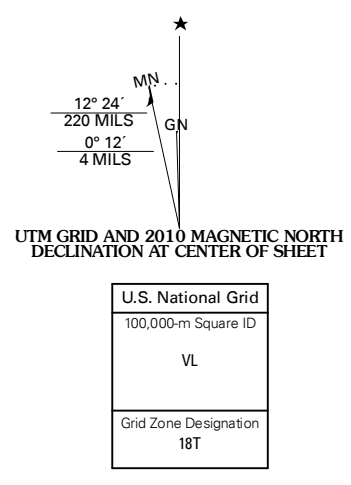 MN
12° 24´
220 MILS
GN
0° 12´
4 MILS
UTM GRID AND 2010 MAGNETIC NORTH
DECLINATION AT CENTER OF SHEET
U.S. National Grid
100,000-m Square ID
VL
Grid Zone Designation
18T